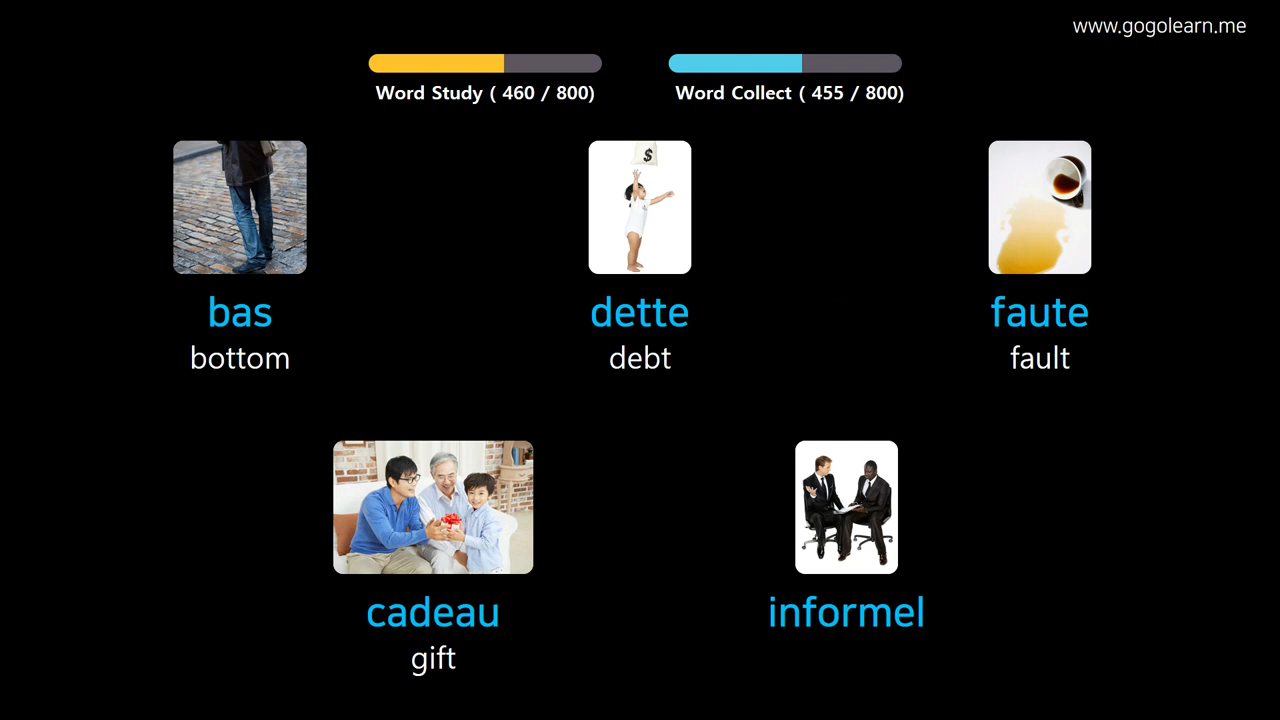 www.gogolearn.me
Word Study ( 460 / 800)
Word Collect ( 455 / 800)
$
bas
bottom
dette
debt
faute
fault
cadeau
gift
informel